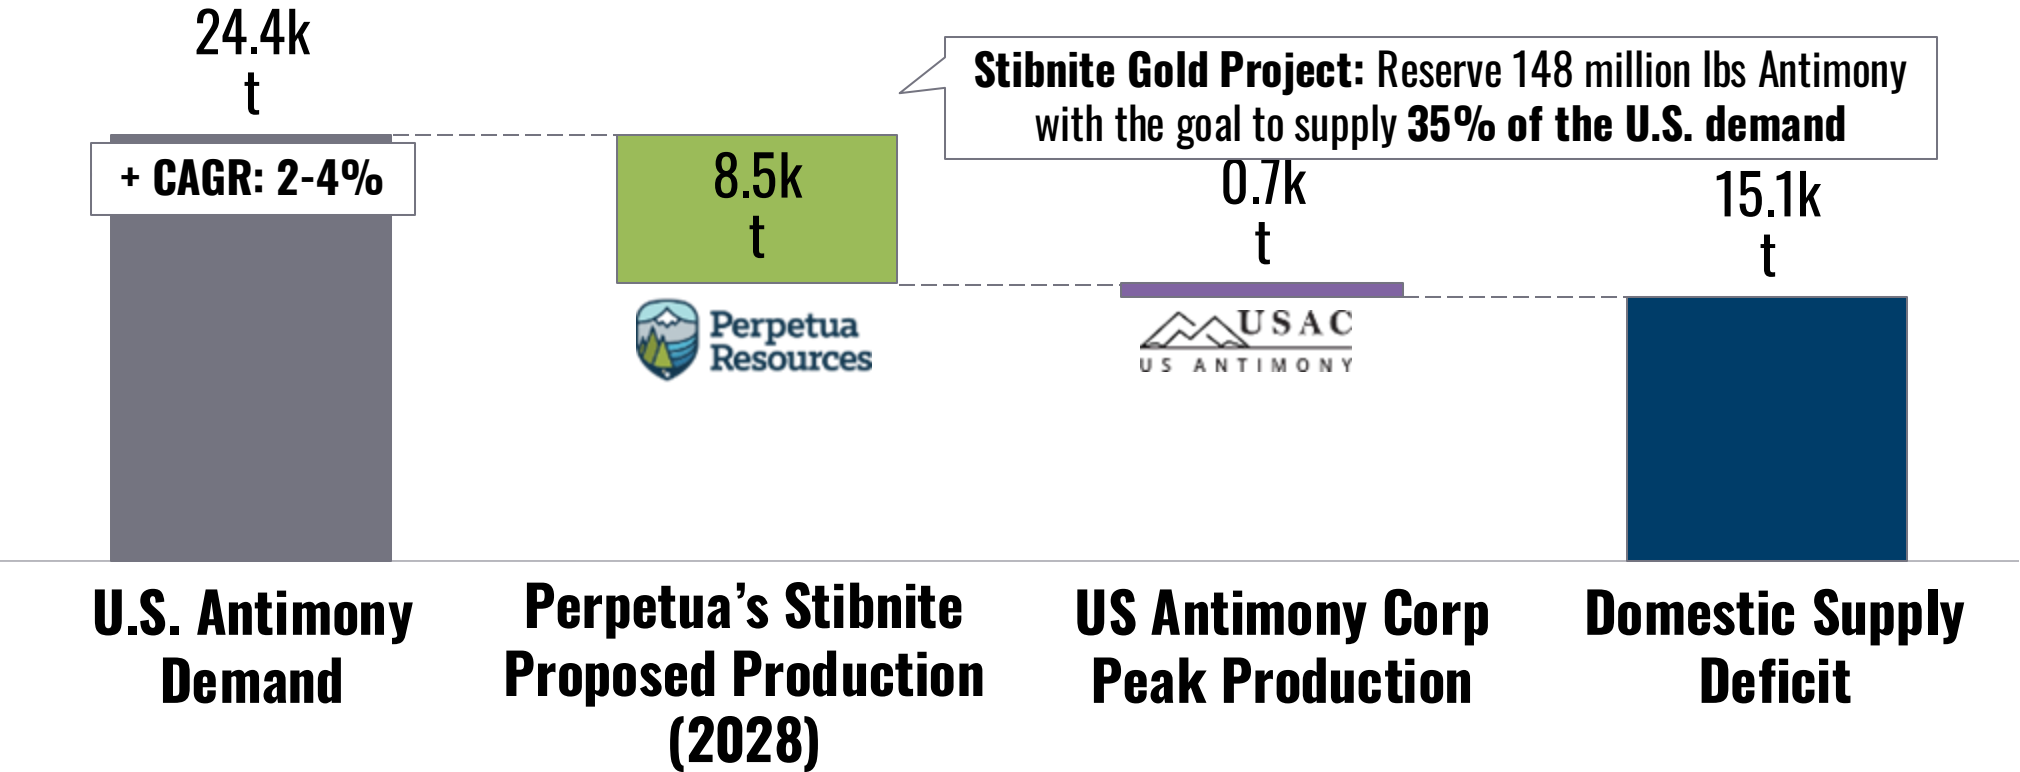 24.4k
t
Stibnite Gold Project: Reserve 148 million lbs Antimony
with the goal to supply 35% of the U.S. demand
+ CAGR: 2-4%
8.5k
t
0.7k
t
15.1k
t
Perpetua
Resources
USAC
US ANTIMONY
U.S. Antimony
Demand
Perpetua’s Stibnite
Proposed Production
(2028)
US Antimony Corp
Peak Production
Domestic Supply
Deficit